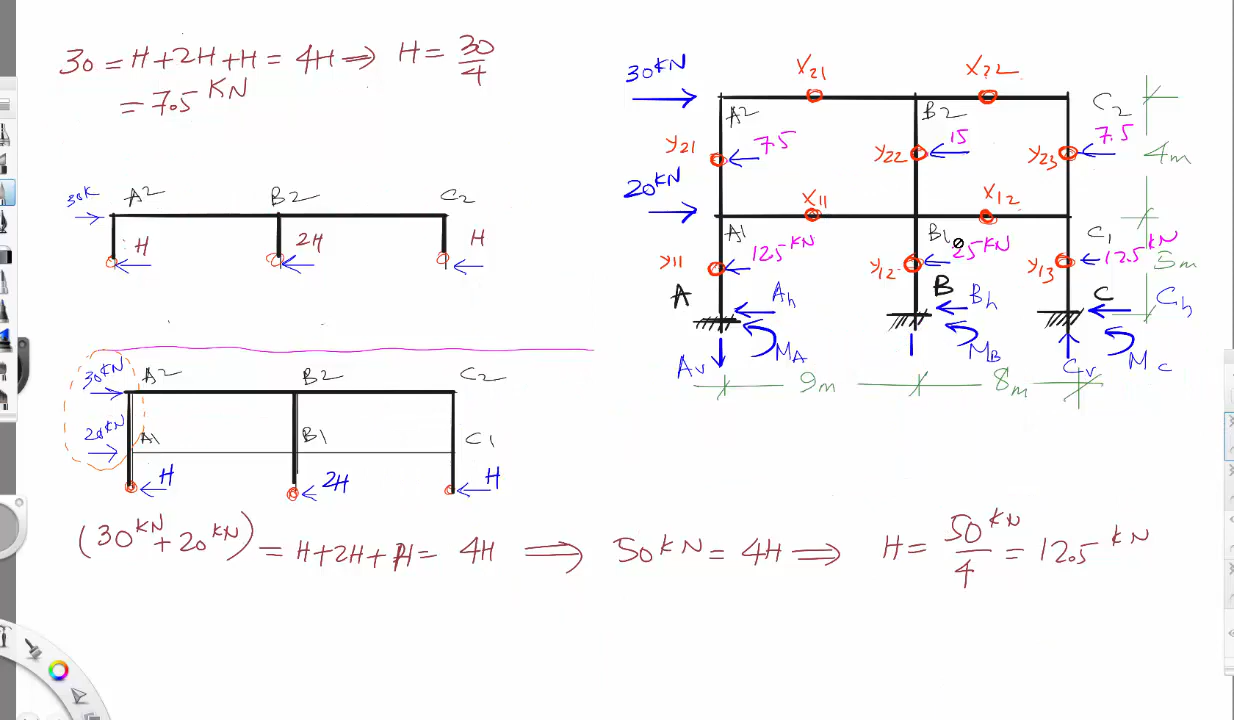 30 = H+2H+H = 4H ⟹ H = 30/4
= 7.5 KN
30K
A2 B2 C2
H 2H H
30KN
A2 B2 C2
20KN
A1 B1 C1
H 2H H
(30KN + 20KN) = H+2H+H = 4H ⟹ 50KN = 4H ⟹ H = 50KN/4 = 12.5 KN
30KN X21 X22
A2 B2 C2
Y21 7.5 Y22 15 Y23 7.5 4m
20KN X11 X12
A1 B1 C1
Y11 12.5KN Y12 25KN Y13 12.5KN 5m
A Ah B Bh C Ch
Av MA MB Cv MC
9m 8m